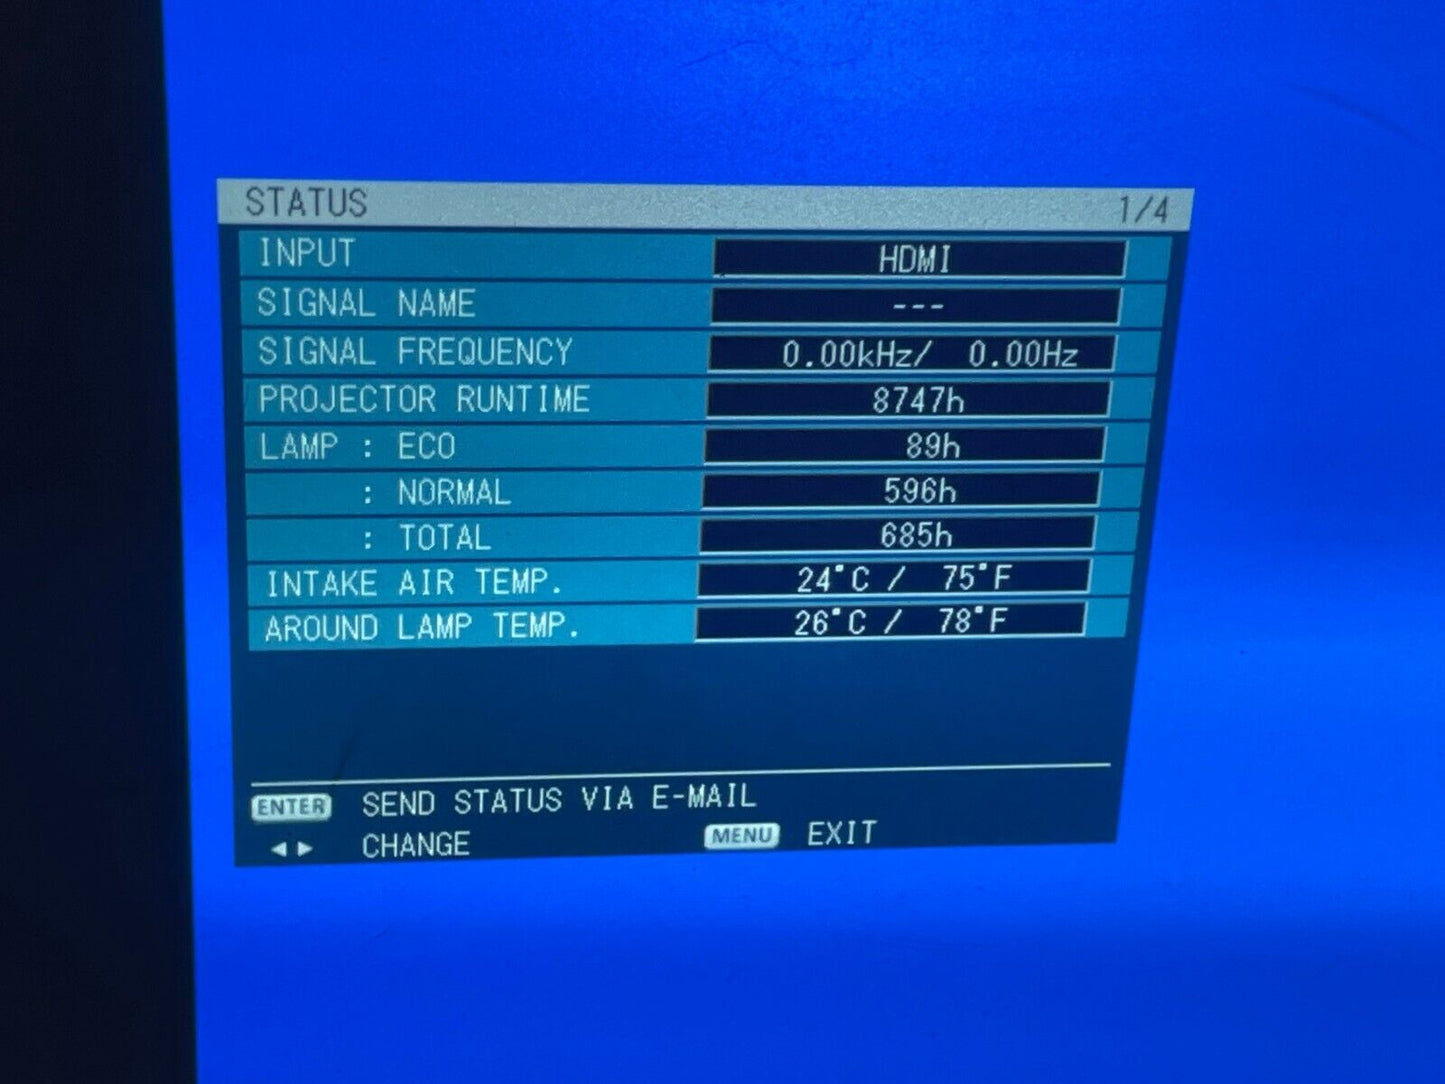 STATUS 1/4
INPUT HDMI
SIGNAL NAME ---
SIGNAL FREQUENCY 0.00kHz/ 0.00Hz
PROJECTOR RUNTIME 8747h
LAMP : ECO 89h
: NORMAL 596h
: TOTAL 685h
INTAKE AIR TEMP. 24°C / 75°F
AROUND LAMP TEMP. 26°C / 78°F
ENTER SEND STATUS VIA E-MAIL
◄► CHANGE MENU EXIT